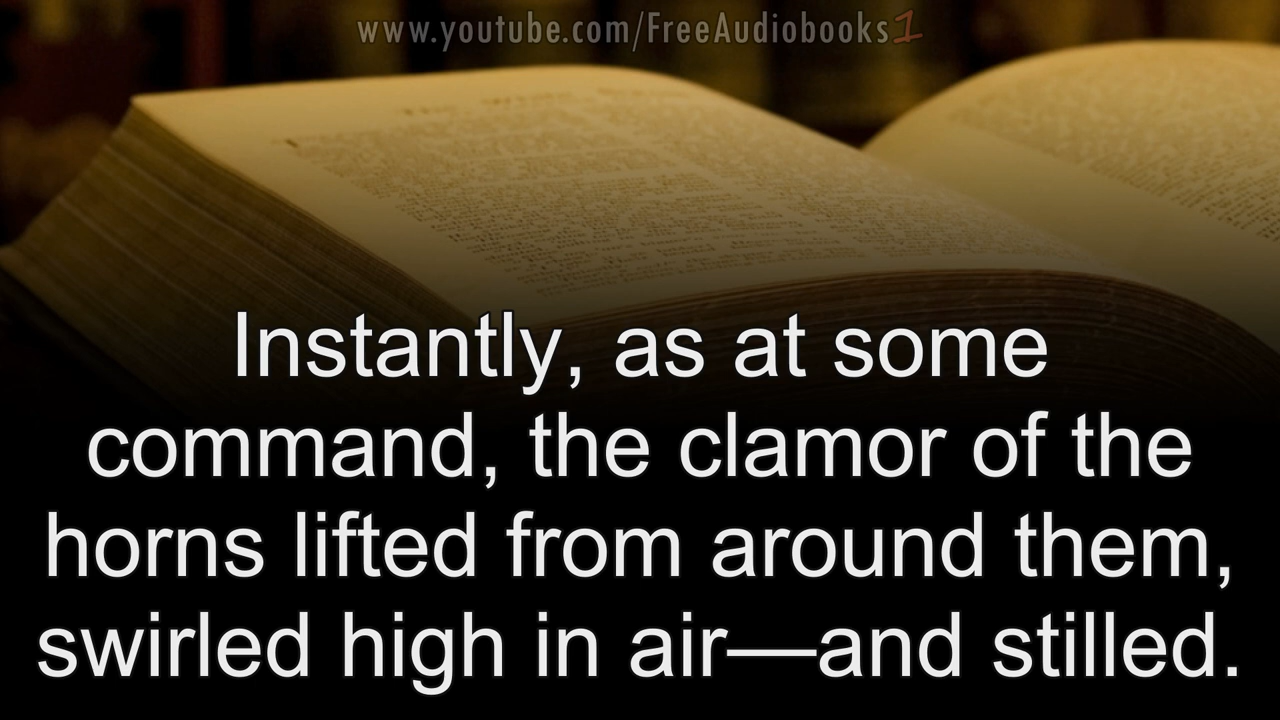 www.youtube.com/FreeAudiobooks1
Instantly, as at some
command, the clamor of the
horns lifted from around them,
swirled high in air—and stilled.